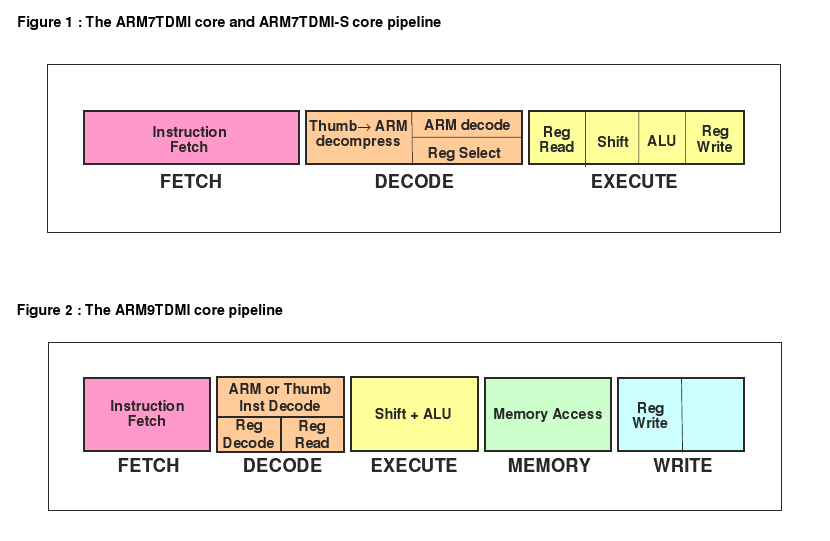 Figure 1 : The ARM7TDMI core and ARM7TDMI-S core pipeline
Instruction
Fetch
Thumb→ ARM
decompress
ARM decode
Reg Select
Reg
Read
Shift
ALU
Reg
Write
FETCH
DECODE
EXECUTE
Figure 2 : The ARM9TDMI core pipeline
Instruction
Fetch
ARM or Thumb
Inst Decode
Reg
Decode
Reg
Read
Shift + ALU
Memory Access
Reg
Write
FETCH
DECODE
EXECUTE
MEMORY
WRITE